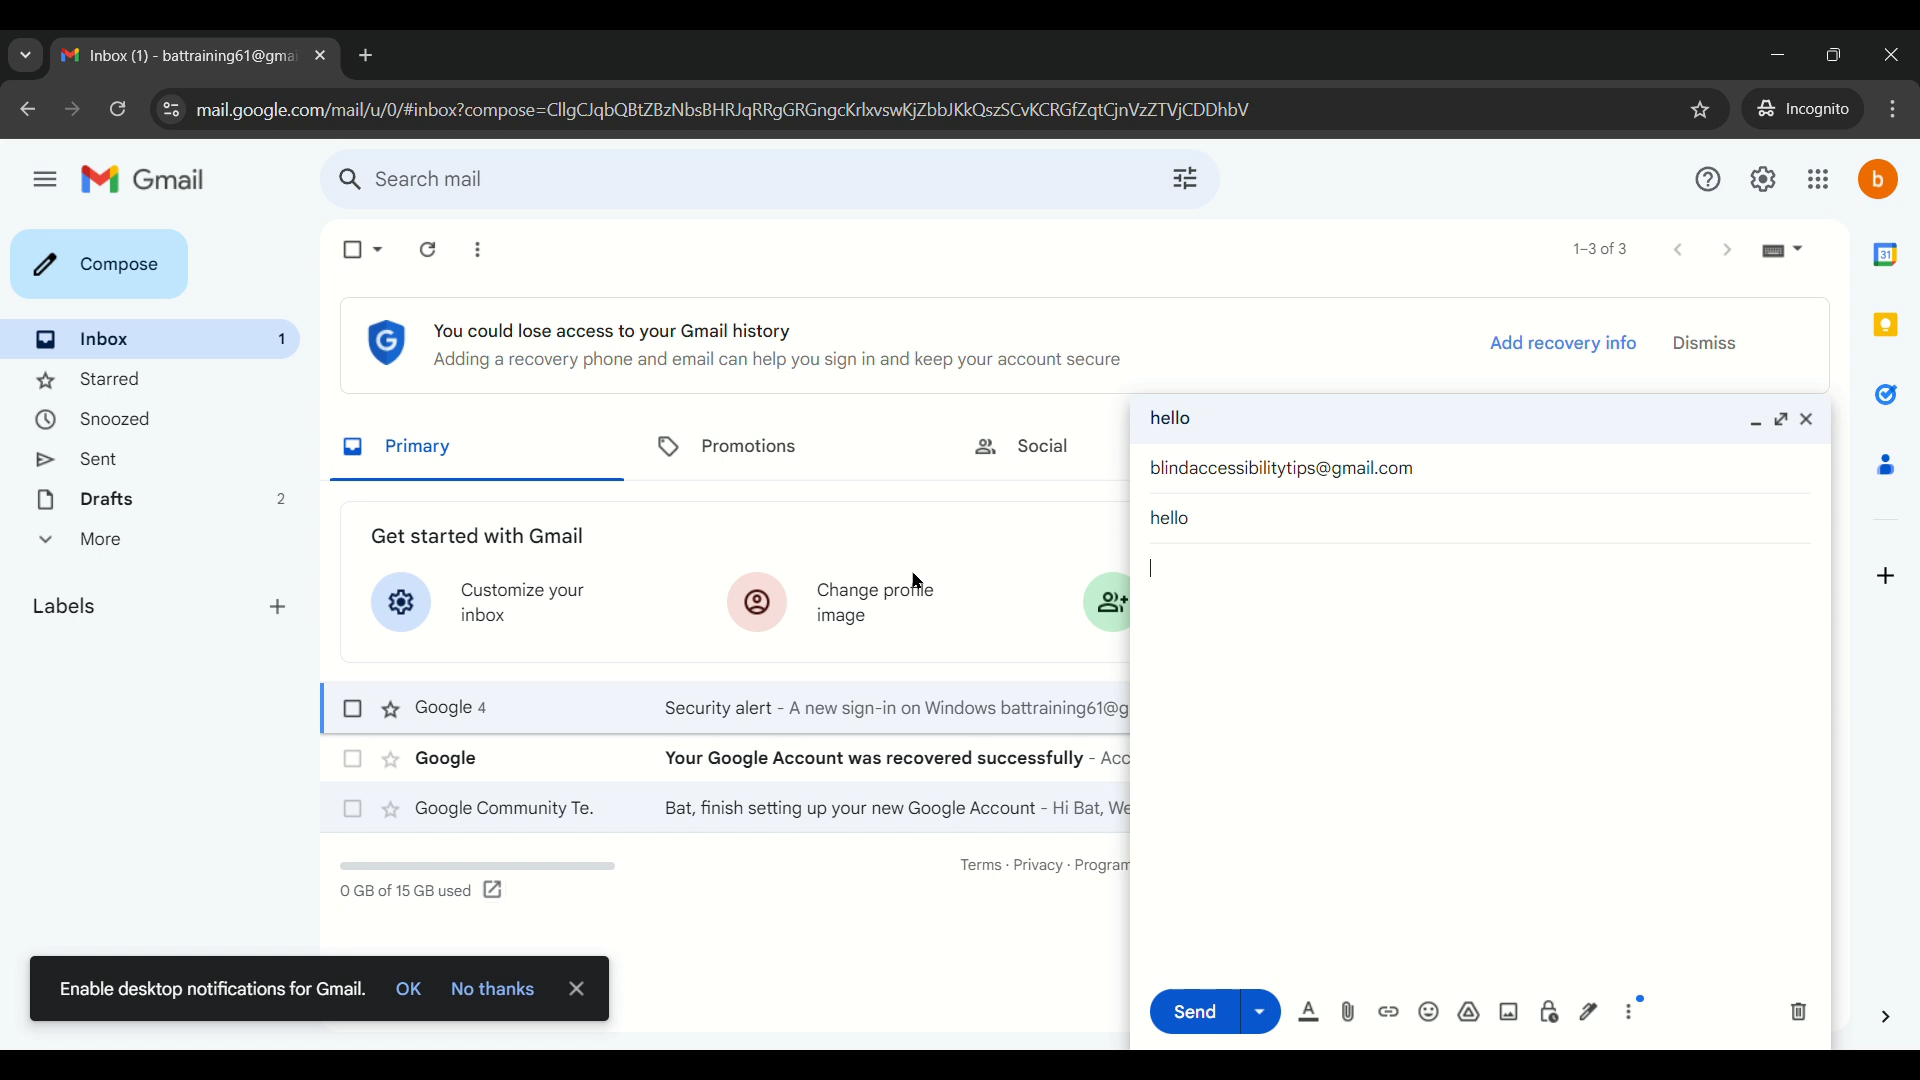 Inbox (1) - battraining61@gmai
mail.google.com/mail/u/0/#inbox?compose=CllgCJqbQBtZBzNbsBHRJqRRgGRGngcKrlxvswKjZbbJKkQszSCvKCRGfZqtCjnVzZTVjCDDhbV
Incognito
Gmail
Search mail
b
Compose
1–3 of 3
31
G
You could lose access to your Gmail history
Adding a recovery phone and email can help you sign in and keep your account secure
Add recovery info
Dismiss
Inbox 1
Starred
Snoozed
Sent
Drafts 2
More
Labels
Primary
Promotions
Social
Get started with Gmail
Customize your
inbox
Change profile
image
Google 4
Security alert - A new sign-in on Windows battraining61@g
Google
Your Google Account was recovered successfully - Acc
Google Community Te.
Bat, finish setting up your new Google Account - Hi Bat, We
0 GB of 15 GB used
Terms · Privacy · Program
hello
blindaccessibilitytips@gmail.com
hello
Send
Enable desktop notifications for Gmail. OK No thanks